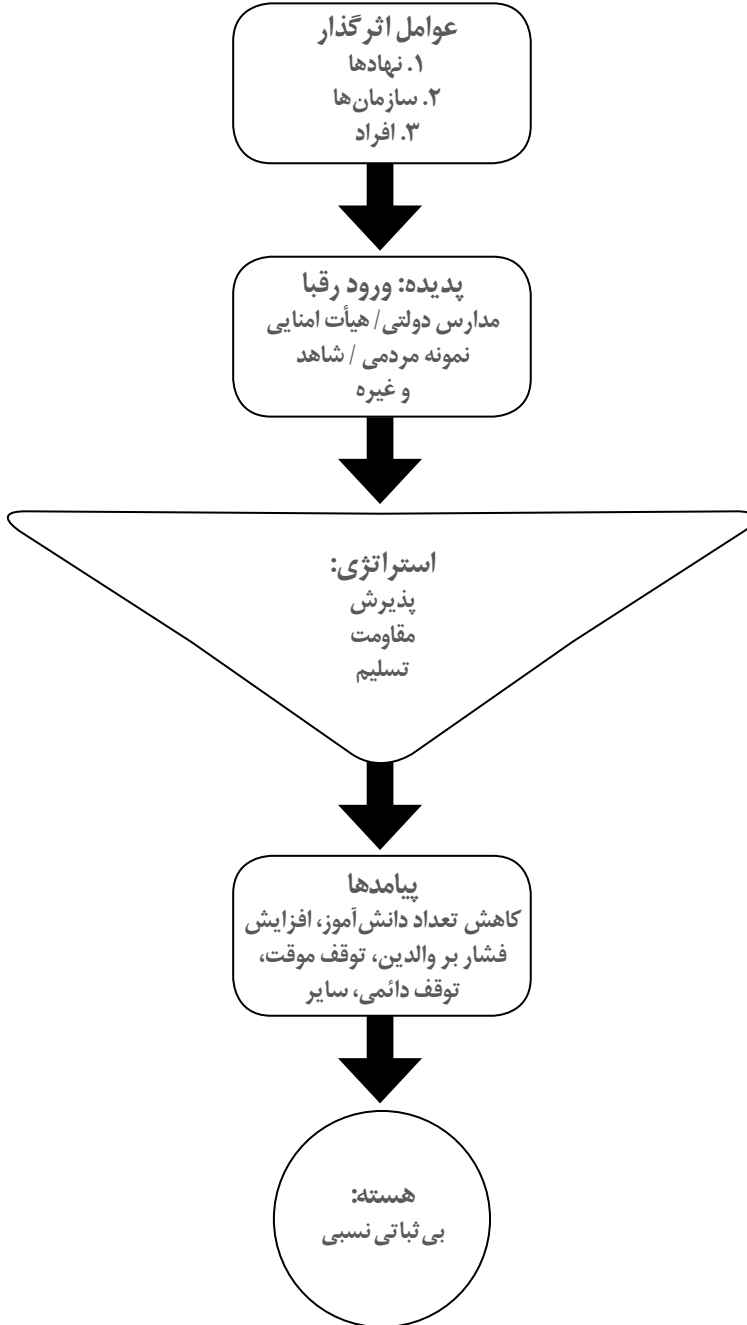 عوامل اثرگذار
۱. نهادها
۲. سازمان‌ها
۳. افراد
پدیده: ورود رقبا
مدارس دولتی/ هیأت امنایی
نمونه مردمی / شاهد
و غیره
استراتژی:
پذیرش
مقاومت
تسلیم
پیامدها
کاهش تعداد دانش‌آموز، افزایش
فشار بر والدین، توقف موقت،
توقف دائمی، سایر
هسته:
بی‌ثباتی نسبی